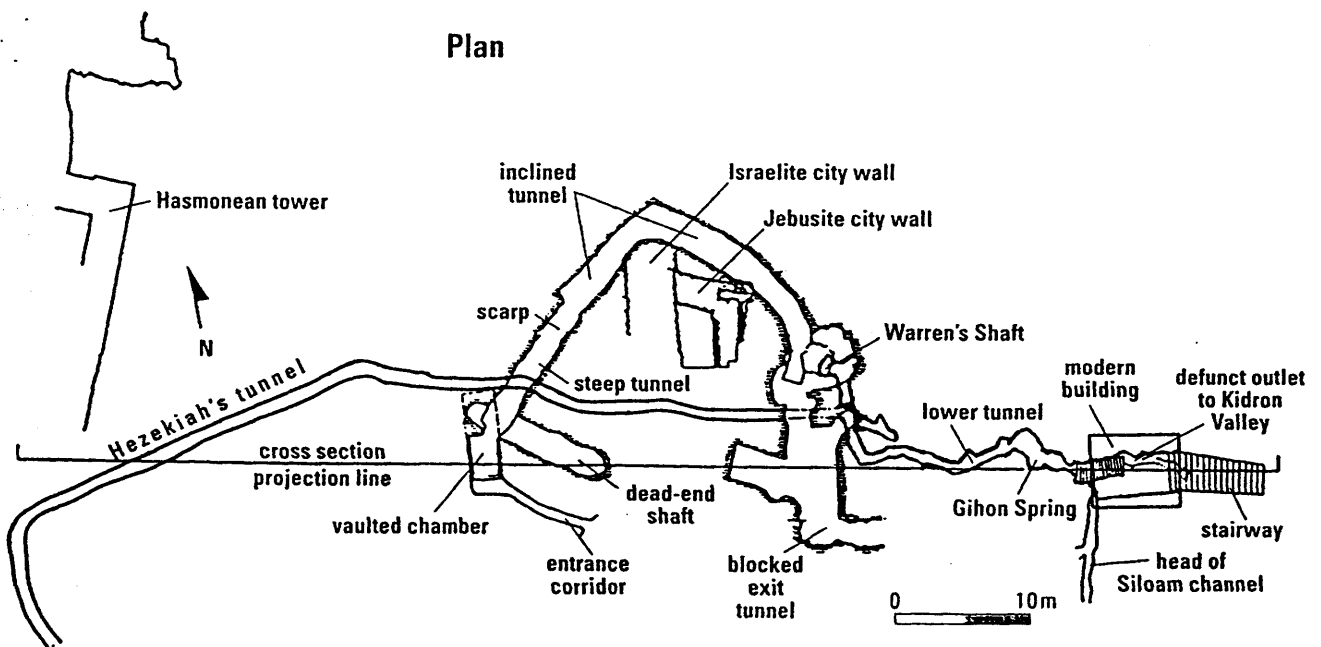 Plan
inclined
tunnel
Israelite city wall
Jebusite city wall
Hasmonean tower
N
scarp
Warren's Shaft
steep tunnel
modern
building
defunct outlet
to Kidron
Valley
Hezekiah's tunnel
lower tunnel
cross section
projection line
dead-end
shaft
Gihon Spring
vaulted chamber
stairway
entrance
corridor
blocked
exit
tunnel
head of
Siloam channel
0 10m